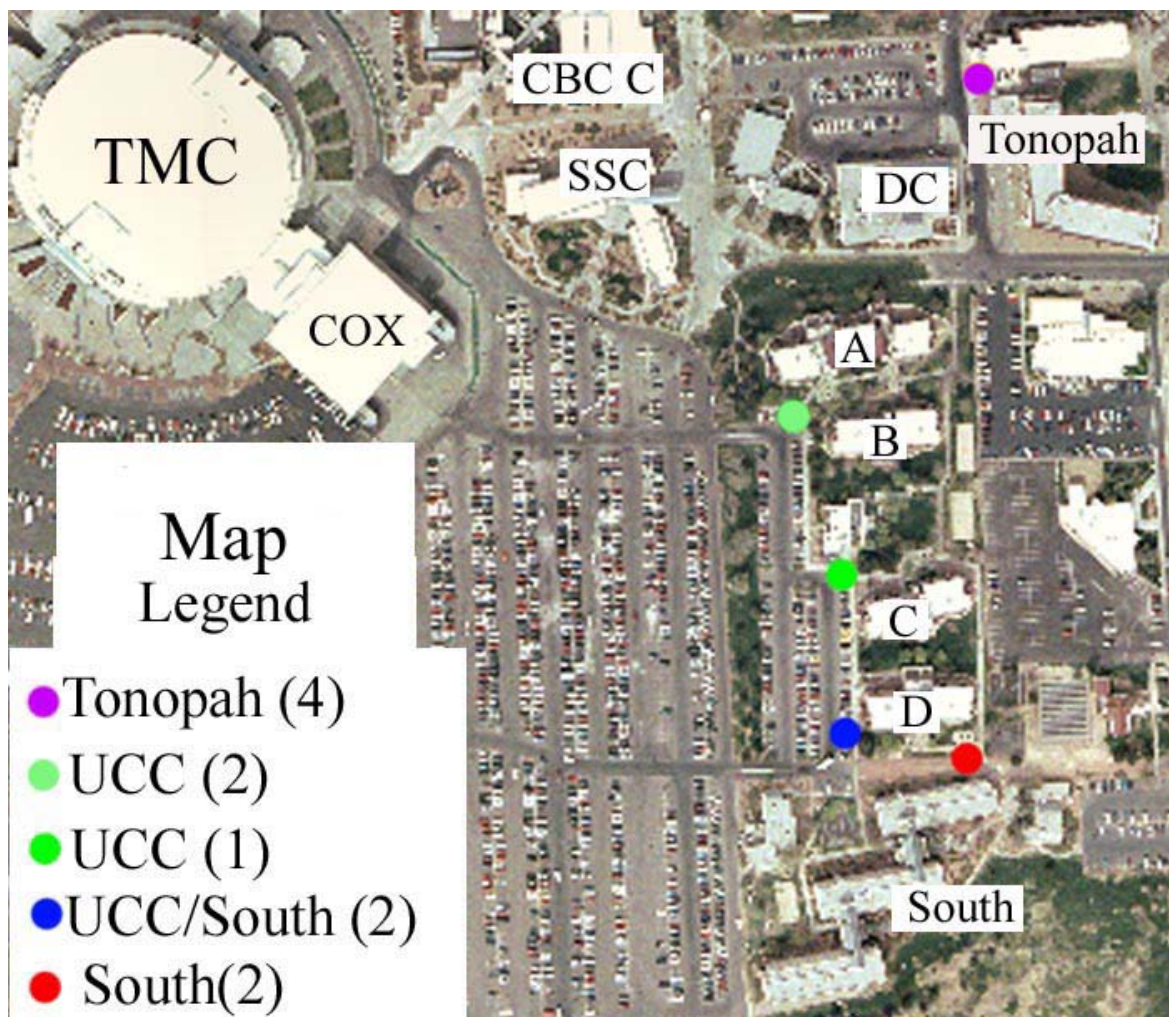 CBC C
TMC
Tonopah
SSC
DC
COX
A
B
C
D
South
Map
Legend
Tonopah (4)
UCC (2)
UCC (1)
UCC/South (2)
South(2)